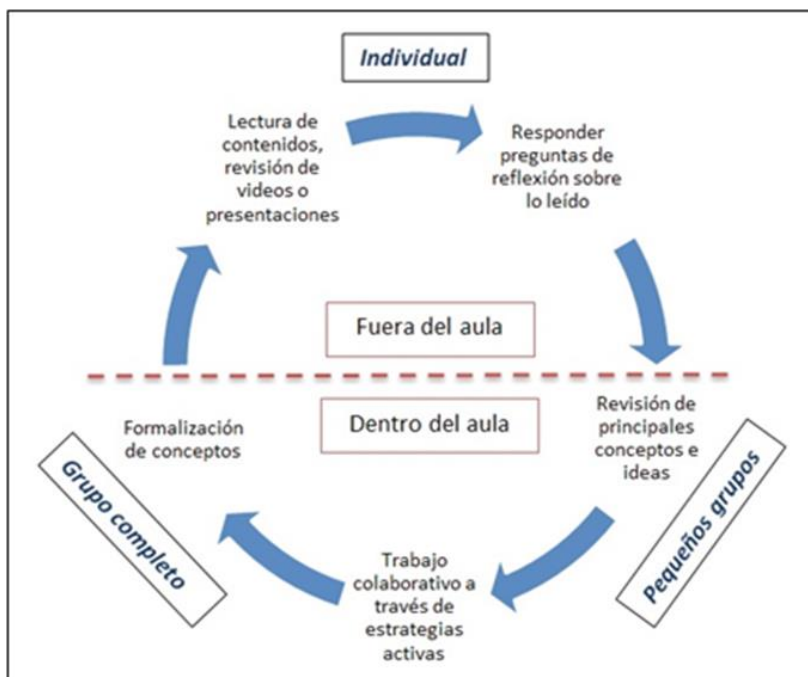 Individual
Lectura de
contenidos,
revisión de
videos o
presentaciones
Responder
preguntas de
reflexión sobre
lo leído
Fuera del aula
Dentro del aula
Formalización
de conceptos
Revisión de
principales
conceptos e
ideas
Grupo completo
Pequeños grupos
Trabajo
colaborativo a
través de
estrategias
activas